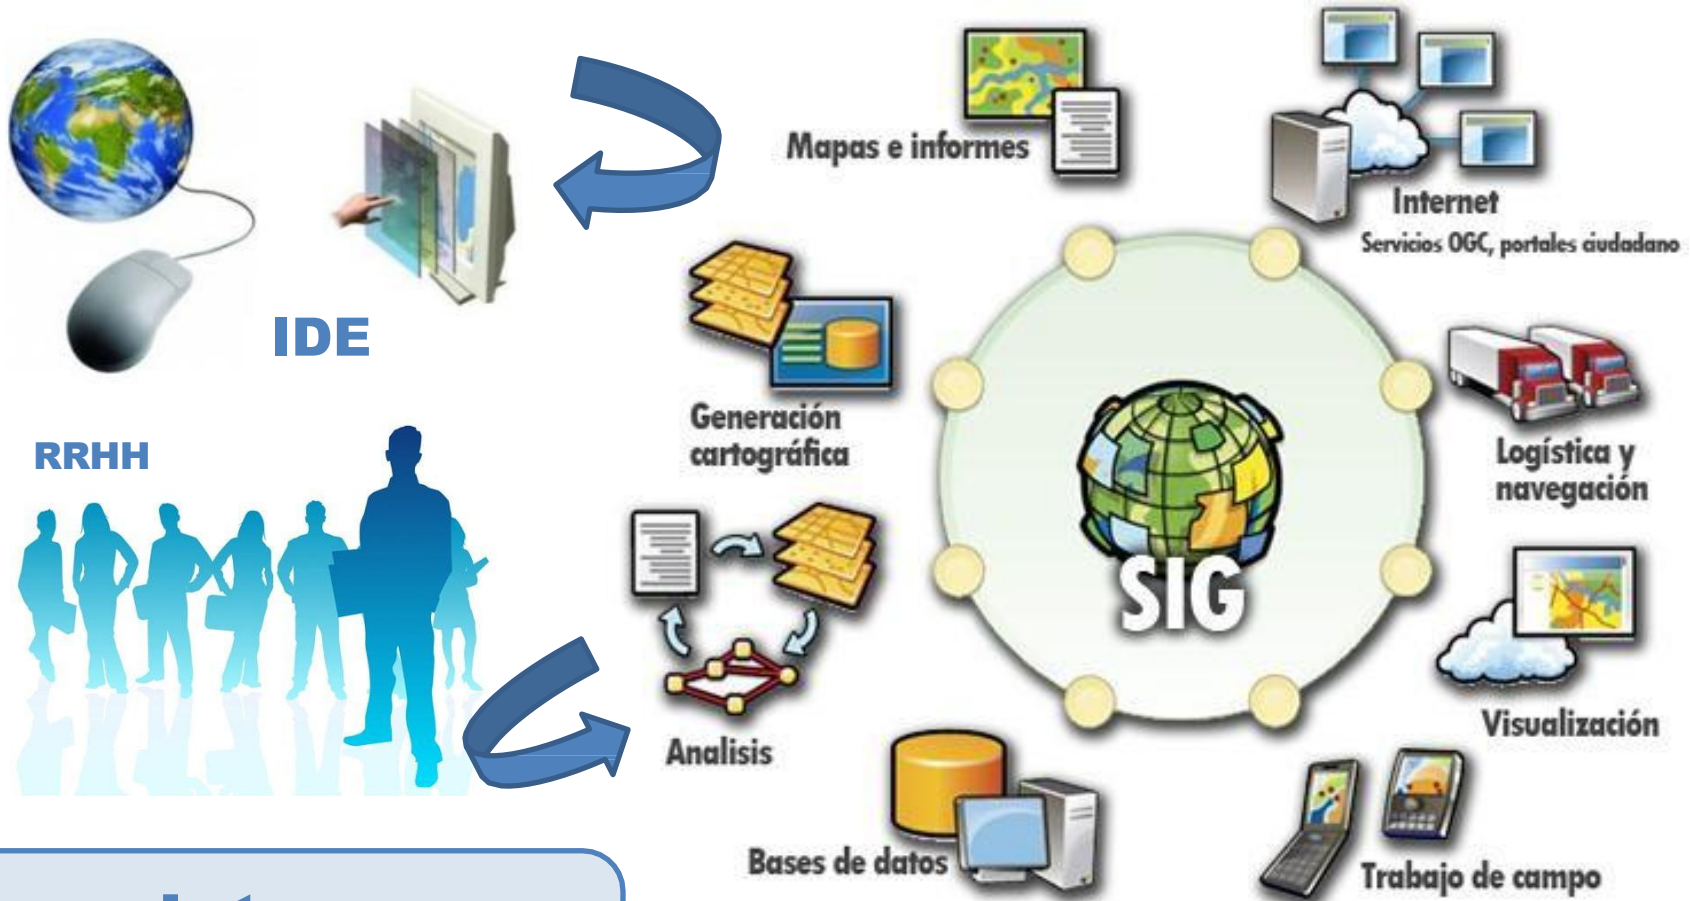 Mapas e informes
Internet
Servicios OGC, portales ciudadano
IDE
Generación
cartográfica
RRHH
Logística y
navegación
SIG
Analisis
Visualización
Bases de datos
Trabajo de campo